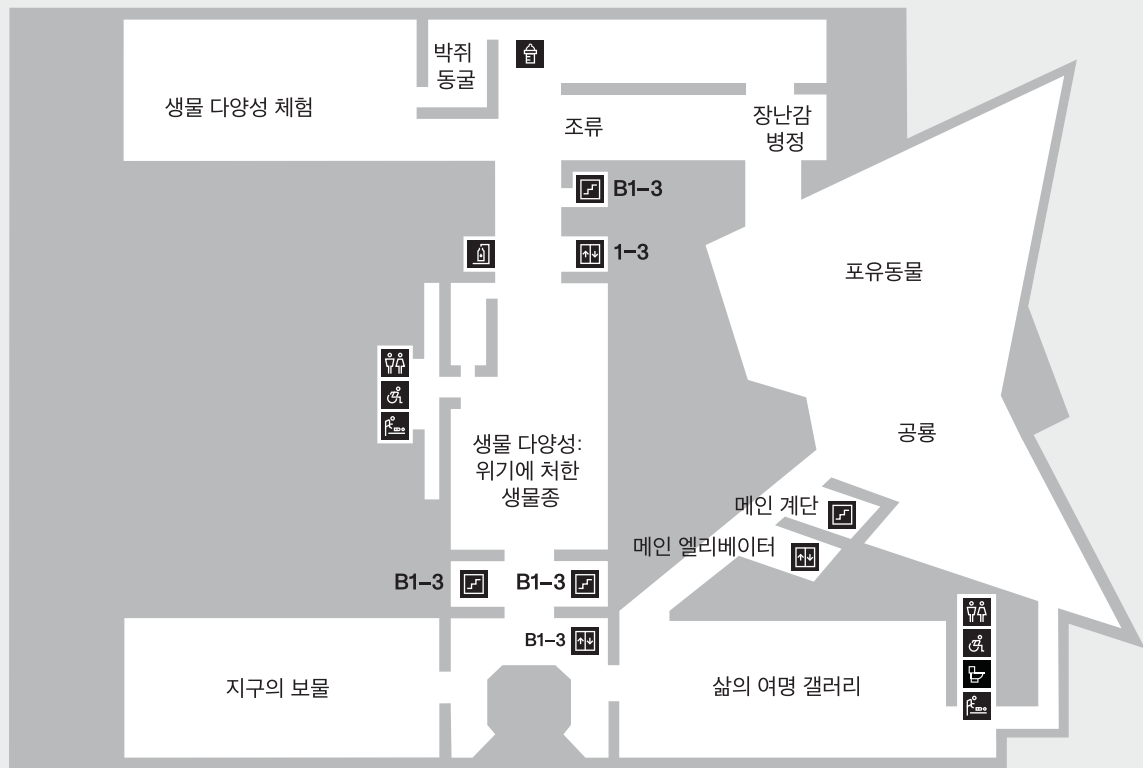 박쥐
동굴
생물 다양성 체험
조류
장난감
병정
B1–3
1–3
포유동물
공룡
생물 다양성:
위기에 처한
생물종
메인 계단
메인 엘리베이터
B1–3
B1–3
B1–3
지구의 보물
삶의 여명 갤러리